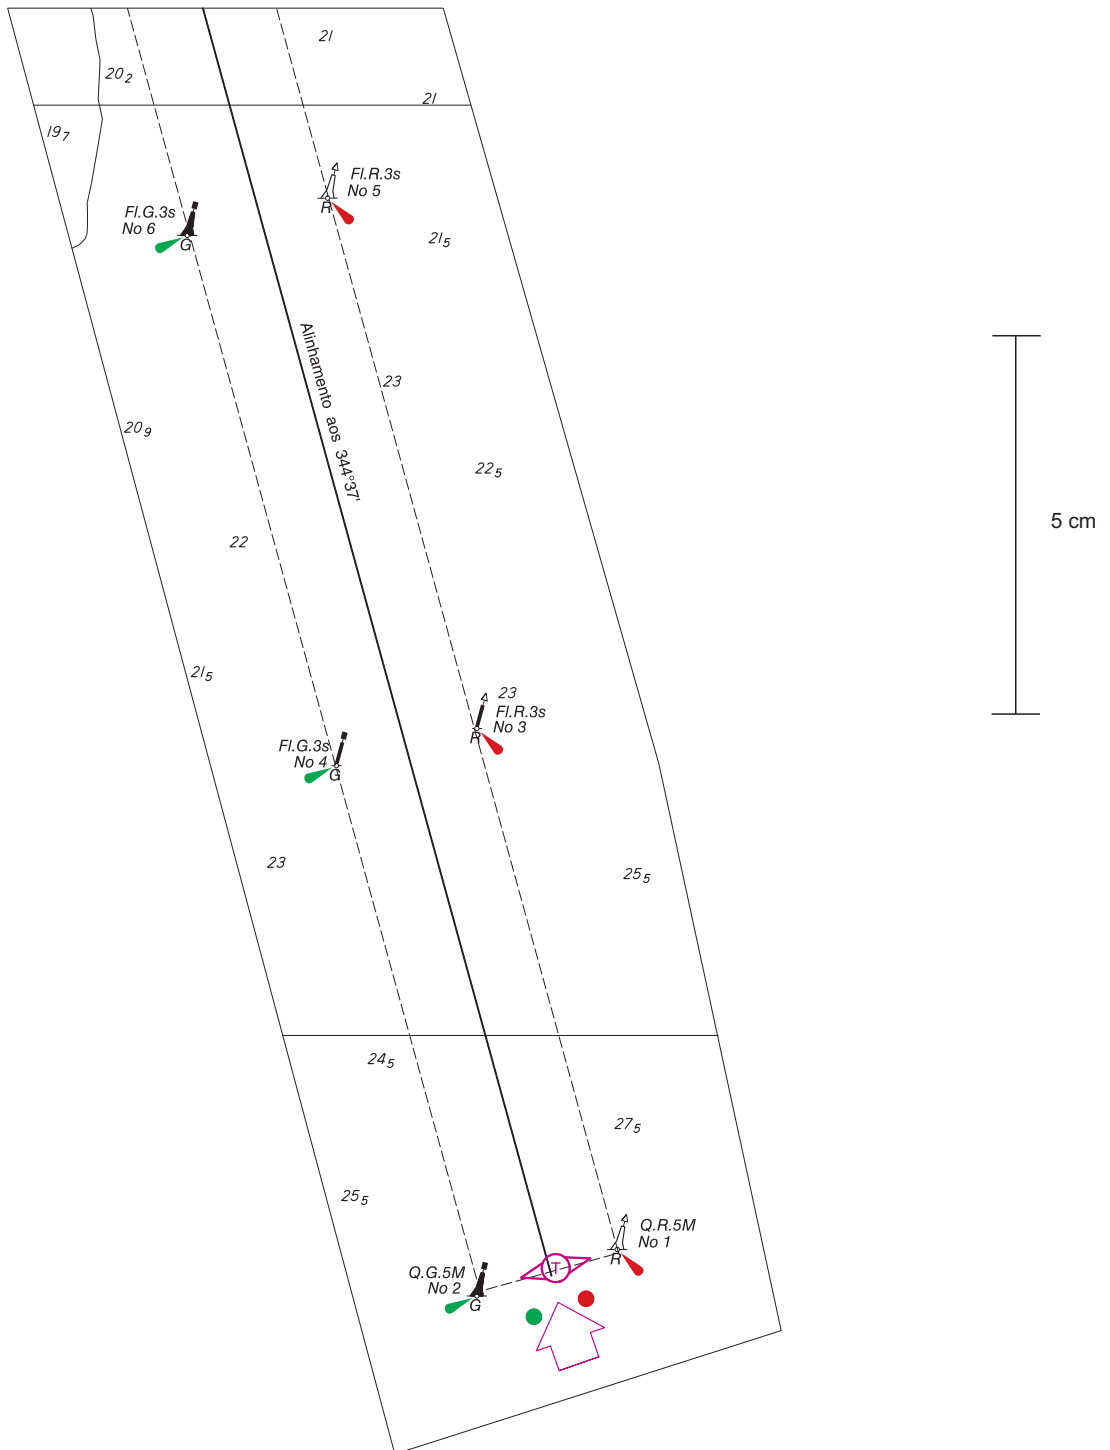 21
20₂
21
19₇
Fl.R.3s
No 5
R
Fl.G.3s
No 6
G
21₅
Alinhamento aos 344°37'
23
20₉
22₅
5 cm
22
21₅
23
Fl.R.3s
No 3
R
Fl.G.3s
No 4
G
23
25₅
24₅
27₅
25₅
Q.R.5M
No 1
R
T
Q.G.5M
No 2
G